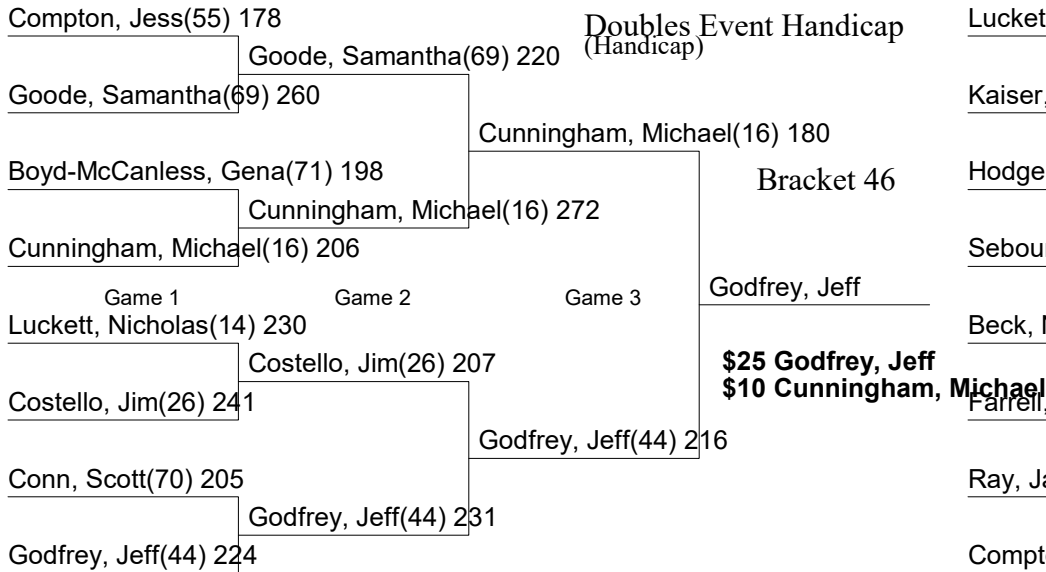 Compton, Jess(55) 178
Doubles Event Handicap
(Handicap)
Goode, Samantha(69) 220
Goode, Samantha(69) 260
Cunningham, Michael(16) 180
Boyd-McCanless, Gena(71) 198
Bracket 46
Cunningham, Michael(16) 272
Cunningham, Michael(16) 206
Game 1
Game 2
Game 3
Godfrey, Jeff
Luckett, Nicholas(14) 230
Costello, Jim(26) 207
$25 Godfrey, Jeff
$10 Cunningham, Michael
Costello, Jim(26) 241
Godfrey, Jeff(44) 216
Conn, Scott(70) 205
Godfrey, Jeff(44) 231
Godfrey, Jeff(44) 224
Kaiser,
Beck,
Farrell,
Ray,